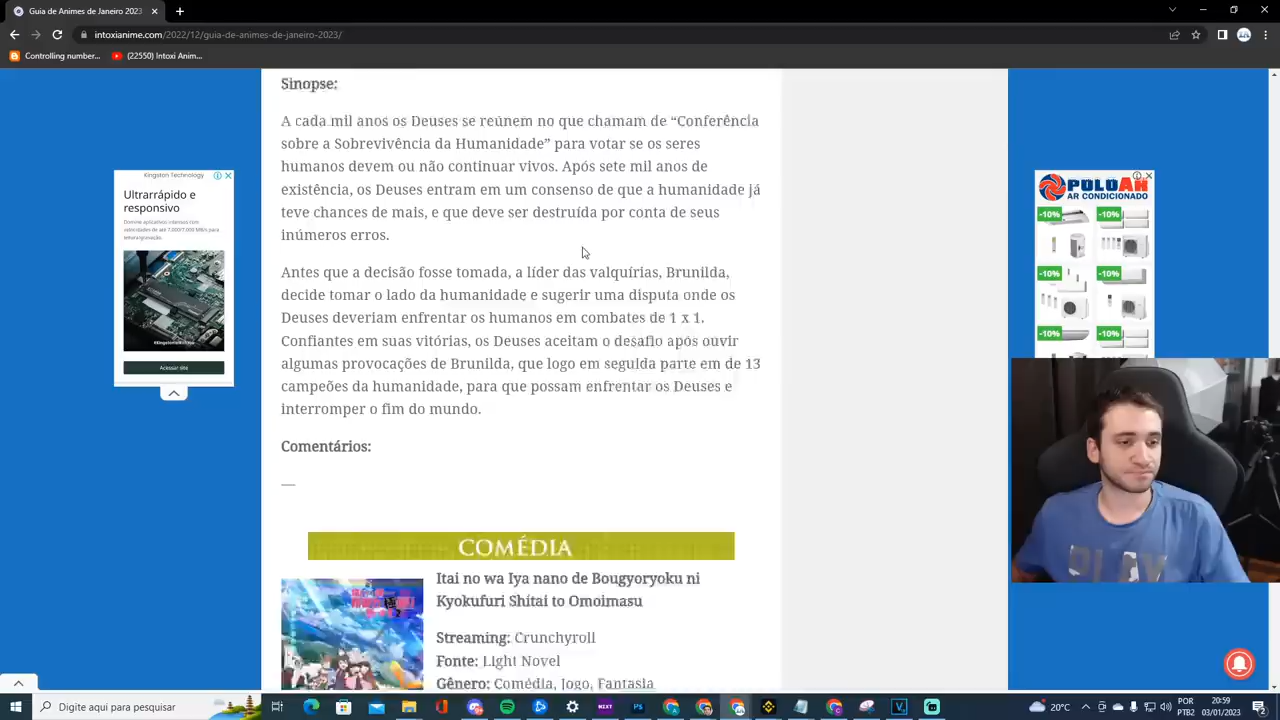 Guia de Animes de Janeiro 2023
intoxianime.com/2022/12/guia-de-animes-de-janeiro-2023/
Controlling number...
(22550) Intoxi Anim...
Sinopse:
A cada mil anos os Deuses se reúnem no que chamam de “Conferência
sobre a Sobrevivência da Humanidade” para votar se os seres
humanos devem ou não continuar vivos. Após sete mil anos de
existência, os Deuses entram em um consenso de que a humanidade já
teve chances de mais, e que deve ser destruída por conta de seus
inúmeros erros.
Antes que a decisão fosse tomada, a líder das valquírias, Brunilda,
decide tomar o lado da humanidade e sugerir uma disputa onde os
Deuses deveriam enfrentar os humanos em combates de 1 x 1.
Confiantes em suas vitórias, os Deuses aceitam o desafio após ouvir
algumas provocações de Brunilda, que logo em seguida parte em de 13
campeões da humanidade, para que possam enfrentar os Deuses e
interromper o fim do mundo.
Comentários:
—
COMÉDIA
Itai no wa Iya nano de Bougyoryoku ni
Kyokufuri Shitai to Omoimasu
Streaming: Crunchyroll
Fonte: Light Novel
Gênero: Comédia, Jogo, Fantasia
Kingston Technology
Ultrarrápido e
responsivo
Acessar site
POLOAR
AR CONDICIONADO
-10% -10%
-10% -10%
-10% -10%
PLAY
Digite aqui para pesquisar
NEXT
20°C
POR
PTB2
20:59
03/01/2023